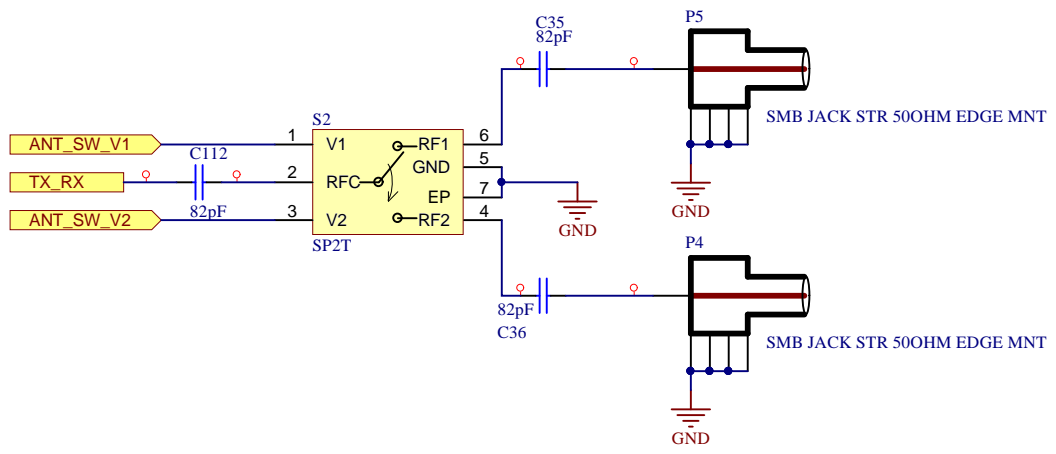 C35
82pF
P5
SMB JACK STR 50OHM EDGE MNT
GND
S2
ANT_SW_V1
1
V1
RF1
6
GND
5
C112
82pF
TX_RX
2
RFC
EP
7
ANT_SW_V2
3
V2
RF2
4
SP2T
GND
P4
82pF
C36
SMB JACK STR 50OHM EDGE MNT
GND